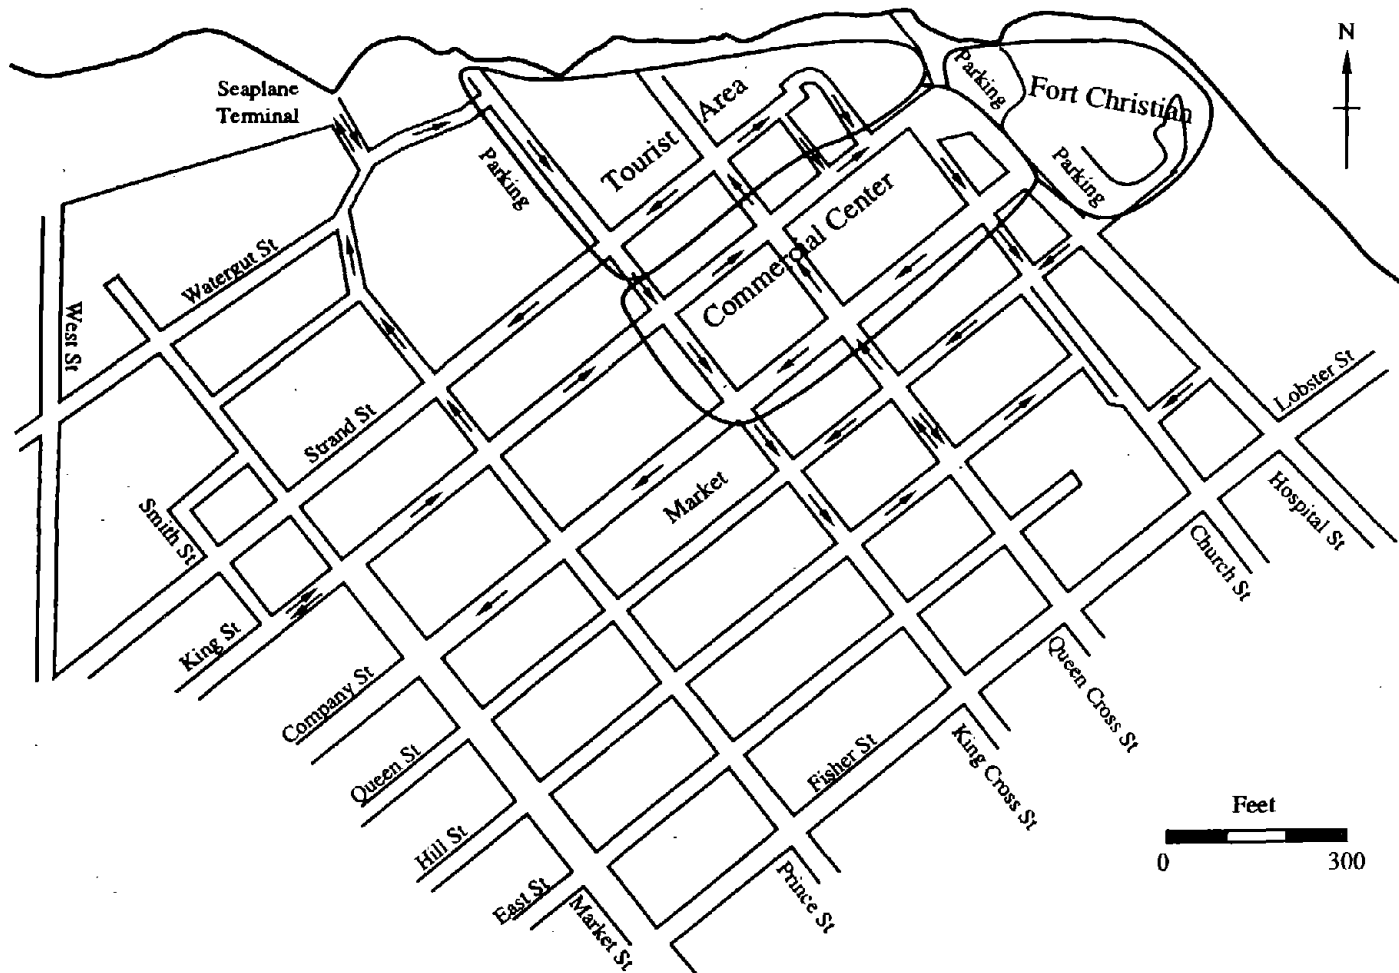 N
Seaplane
Terminal
Parking
Fort Christian
Tourist Area
Parking
Parking
Commercial Center
Watergut St
West St
Strand St
Lobster St
Market
Smith St
Hospital St
Church St
King St
Company St
Queen Cross St
Queen St
Fisher St
King Cross St
Hill St
Feet
0 300
East St
Market St
Prince St